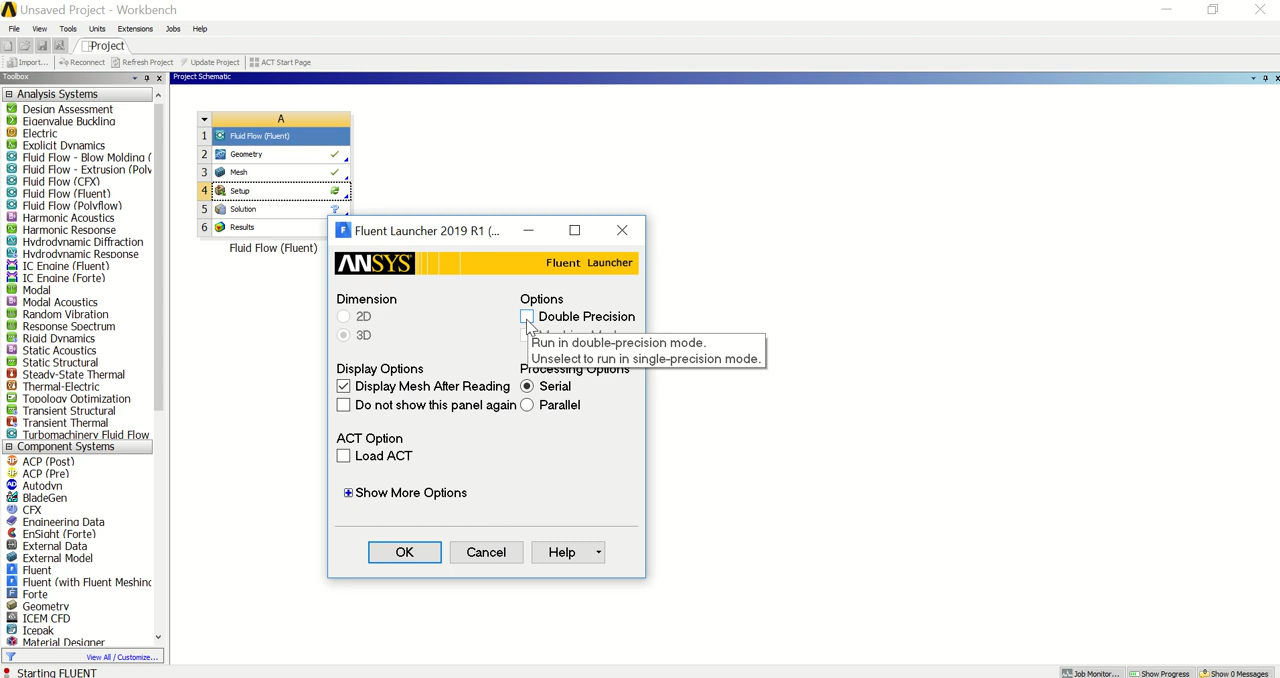 Unsaved Project - Workbench
File View Tools Units Extensions Jobs Help
Project
Import... Reconnect Refresh Project Update Project ACT Start Page
Toolbox
Analysis Systems
Design Assessment
Eigenvalue Buckling
Electric
Explicit Dynamics
Fluid Flow - Blow Molding (
Fluid Flow - Extrusion (Poly
Fluid Flow (CFX)
Fluid Flow (Fluent)
Fluid Flow (Polyflow)
Harmonic Acoustics
Harmonic Response
Hydrodynamic Diffraction
Hydrodynamic Response
IC Engine (Fluent)
IC Engine (Forte)
Modal
Modal Acoustics
Random Vibration
Response Spectrum
Rigid Dynamics
Static Acoustics
Static Structural
Steady-State Thermal
Thermal-Electric
Topology Optimization
Transient Structural
Transient Thermal
Turbomachinery Fluid Flow
Component Systems
ACP (Post)
ACP (Pre)
Autodyn
BladeGen
CFX
Engineering Data
EnSight (Forte)
External Data
External Model
Fluent
Fluent (with Fluent Meshing
Forte
Geometry
ICEM CFD
Icepak
Material Designer
View All / Customize...
Project Schematic
A
1 Fluid Flow (Fluent)
2 Geometry
3 Mesh
4 Setup
5 Solution
6 Results
Fluid Flow (Fluent)
Fluent Launcher 2019 R1 (...
ANSYS Fluent Launcher
Dimension
2D
3D
Options
Double Precision
Run in double-precision mode.
Unselect to run in single-precision mode.
Display Options
Display Mesh After Reading
Do not show this panel again
Processing Options
Serial
Parallel
ACT Option
Load ACT
Show More Options
OK Cancel Help
Starting FLUENT
Job Monitor... Show Progress Show 0 Messages